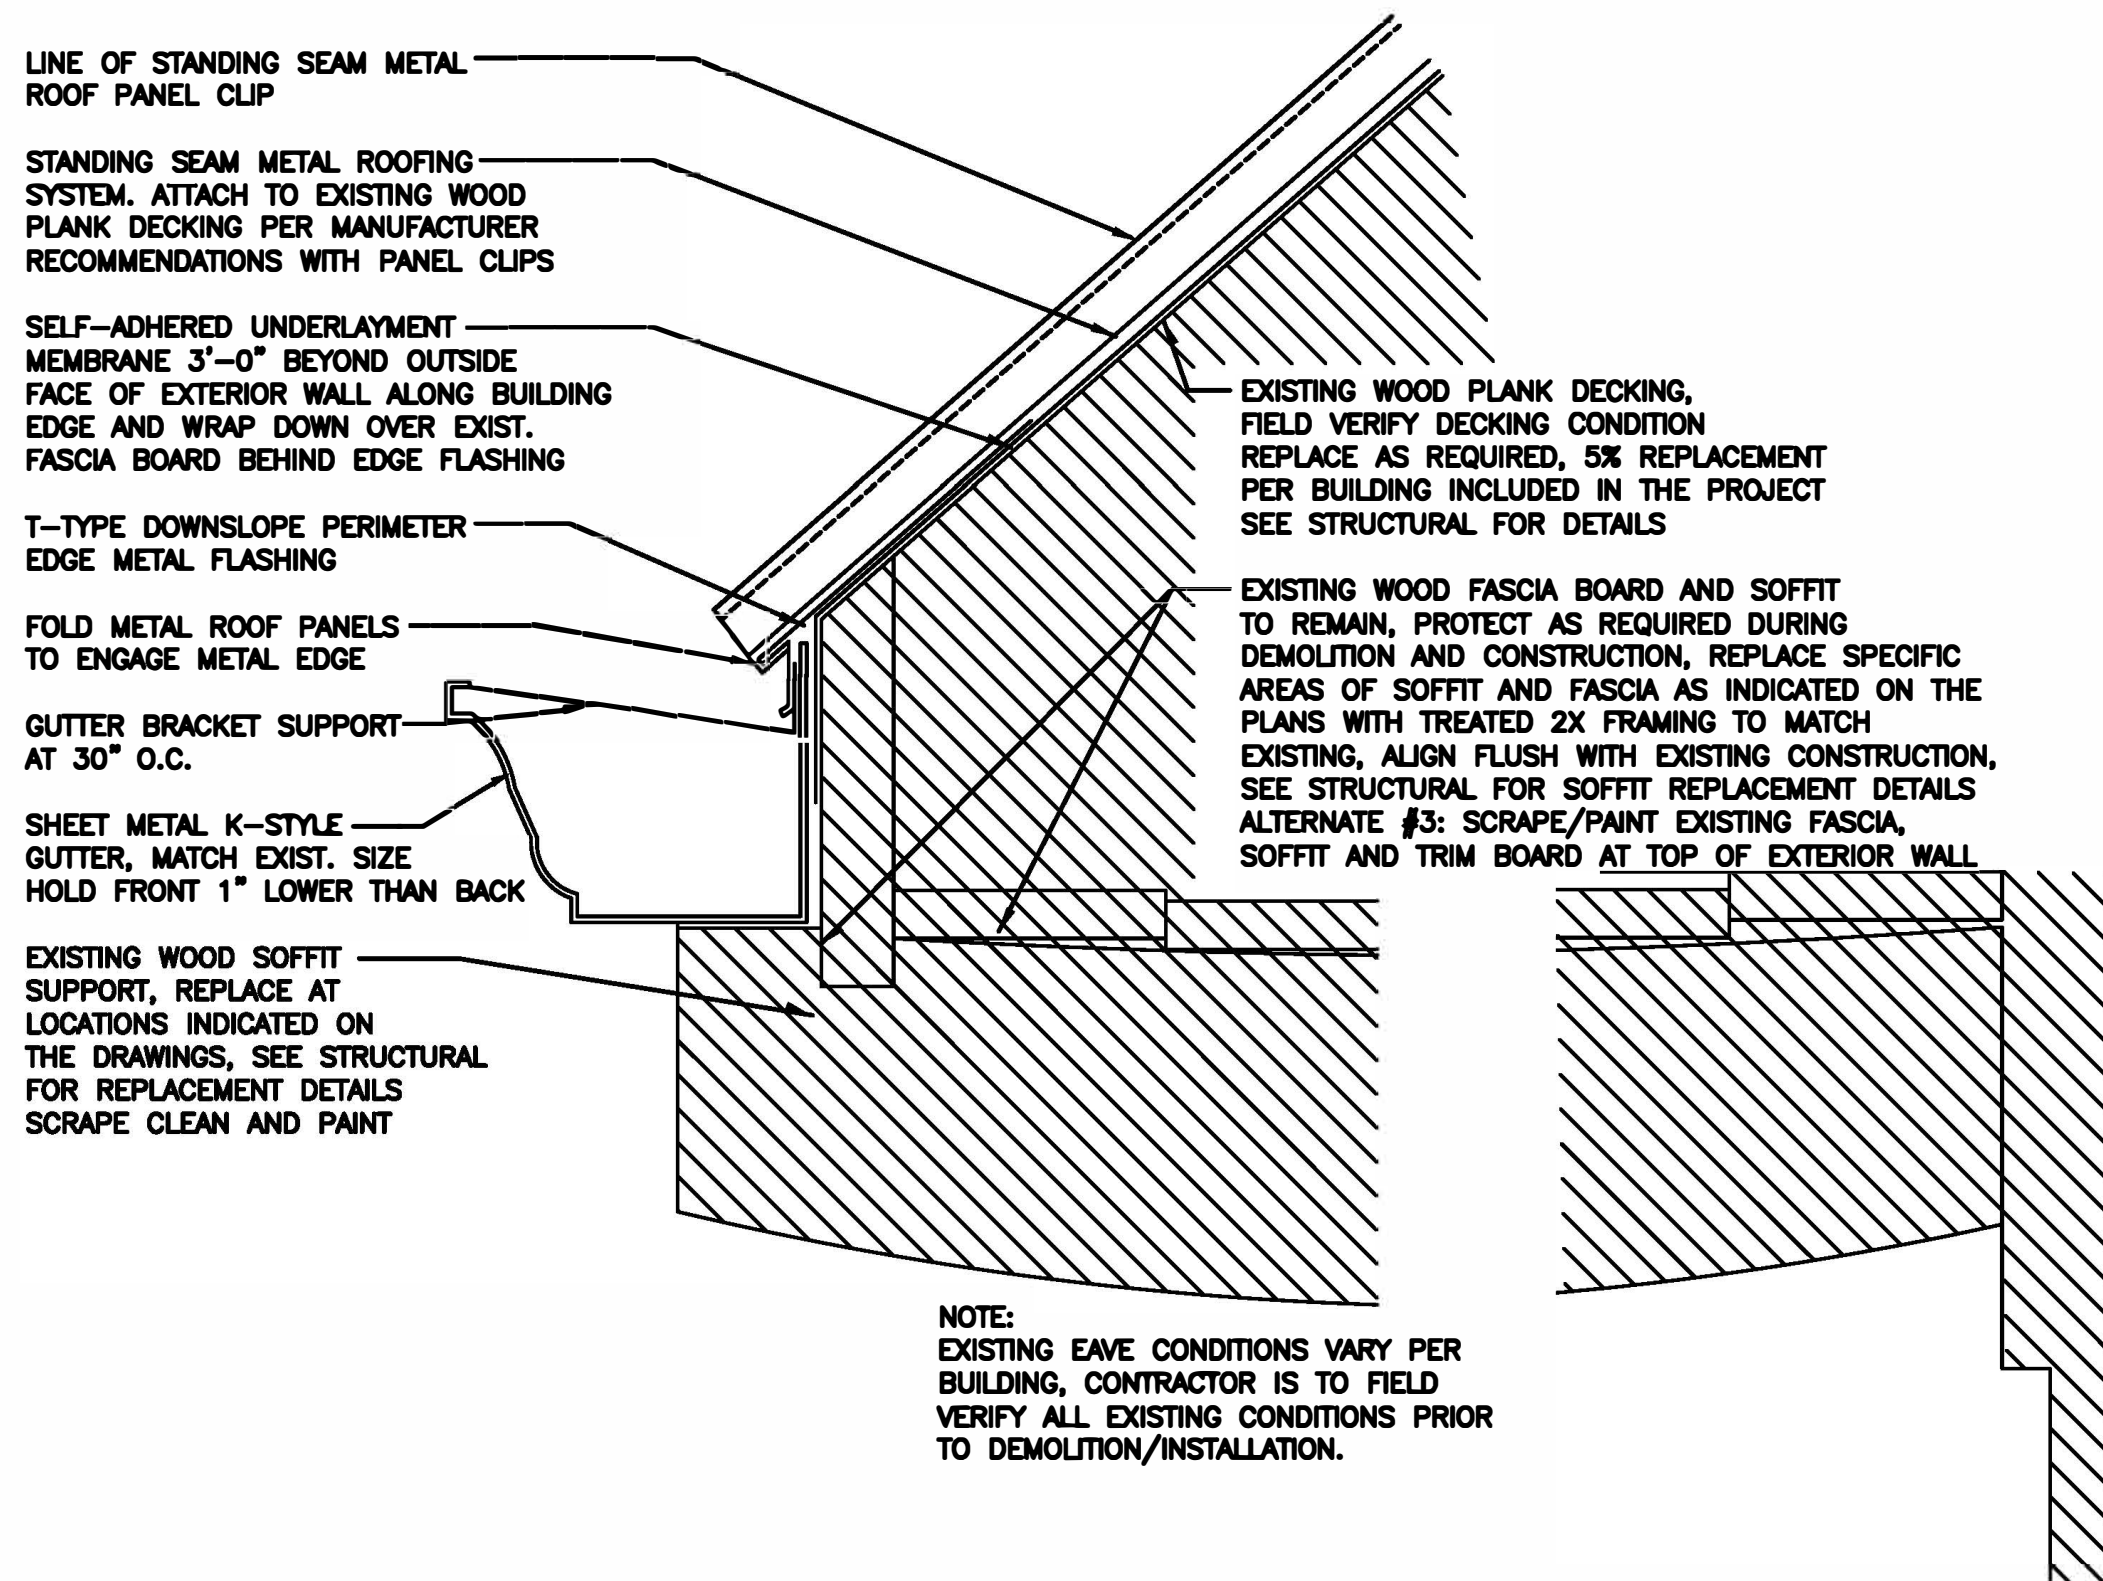 LINE OF STANDING SEAM METAL
ROOF PANEL CLIP
STANDING SEAM METAL ROOFING
SYSTEM. ATTACH TO EXISTING WOOD
PLANK DECKING PER MANUFACTURER
RECOMMENDATIONS WITH PANEL CLIPS
SELF-ADHERED UNDERLAYMENT
MEMBRANE 3'-0" BEYOND OUTSIDE
FACE OF EXTERIOR WALL ALONG BUILDING
EDGE AND WRAP DOWN OVER EXIST.
FASCIA BOARD BEHIND EDGE FLASHING
T-TYPE DOWNSLOPE PERIMETER
EDGE METAL FLASHING
FOLD METAL ROOF PANELS
TO ENGAGE METAL EDGE
GUTTER BRACKET SUPPORT
AT 30" O.C.
SHEET METAL K-STYLE
GUTTER, MATCH EXIST. SIZE
HOLD FRONT 1" LOWER THAN BACK
EXISTING WOOD SOFFIT
SUPPORT, REPLACE AT
LOCATIONS INDICATED ON
THE DRAWINGS, SEE STRUCTURAL
FOR REPLACEMENT DETAILS
SCRAPE CLEAN AND PAINT
EXISTING WOOD PLANK DECKING,
FIELD VERIFY DECKING CONDITION
REPLACE AS REQUIRED, 5% REPLACEMENT
PER BUILDING INCLUDED IN THE PROJECT
SEE STRUCTURAL FOR DETAILS
EXISTING WOOD FASCIA BOARD AND SOFFIT
TO REMAIN, PROTECT AS REQUIRED DURING
DEMOLITION AND CONSTRUCTION, REPLACE SPECIFIC
AREAS OF SOFFIT AND FASCIA AS INDICATED ON THE
PLANS WITH TREATED 2X FRAMING TO MATCH
EXISTING, ALIGN FLUSH WITH EXISTING CONSTRUCTION,
SEE STRUCTURAL FOR SOFFIT REPLACEMENT DETAILS
ALTERNATE #3: SCRAPE/PAINT EXISTING FASCIA,
SOFFIT AND TRIM BOARD AT TOP OF EXTERIOR WALL
NOTE:
EXISTING EAVE CONDITIONS VARY PER
BUILDING, CONTRACTOR IS TO FIELD
VERIFY ALL EXISTING CONDITIONS PRIOR
TO DEMOLITION/INSTALLATION.